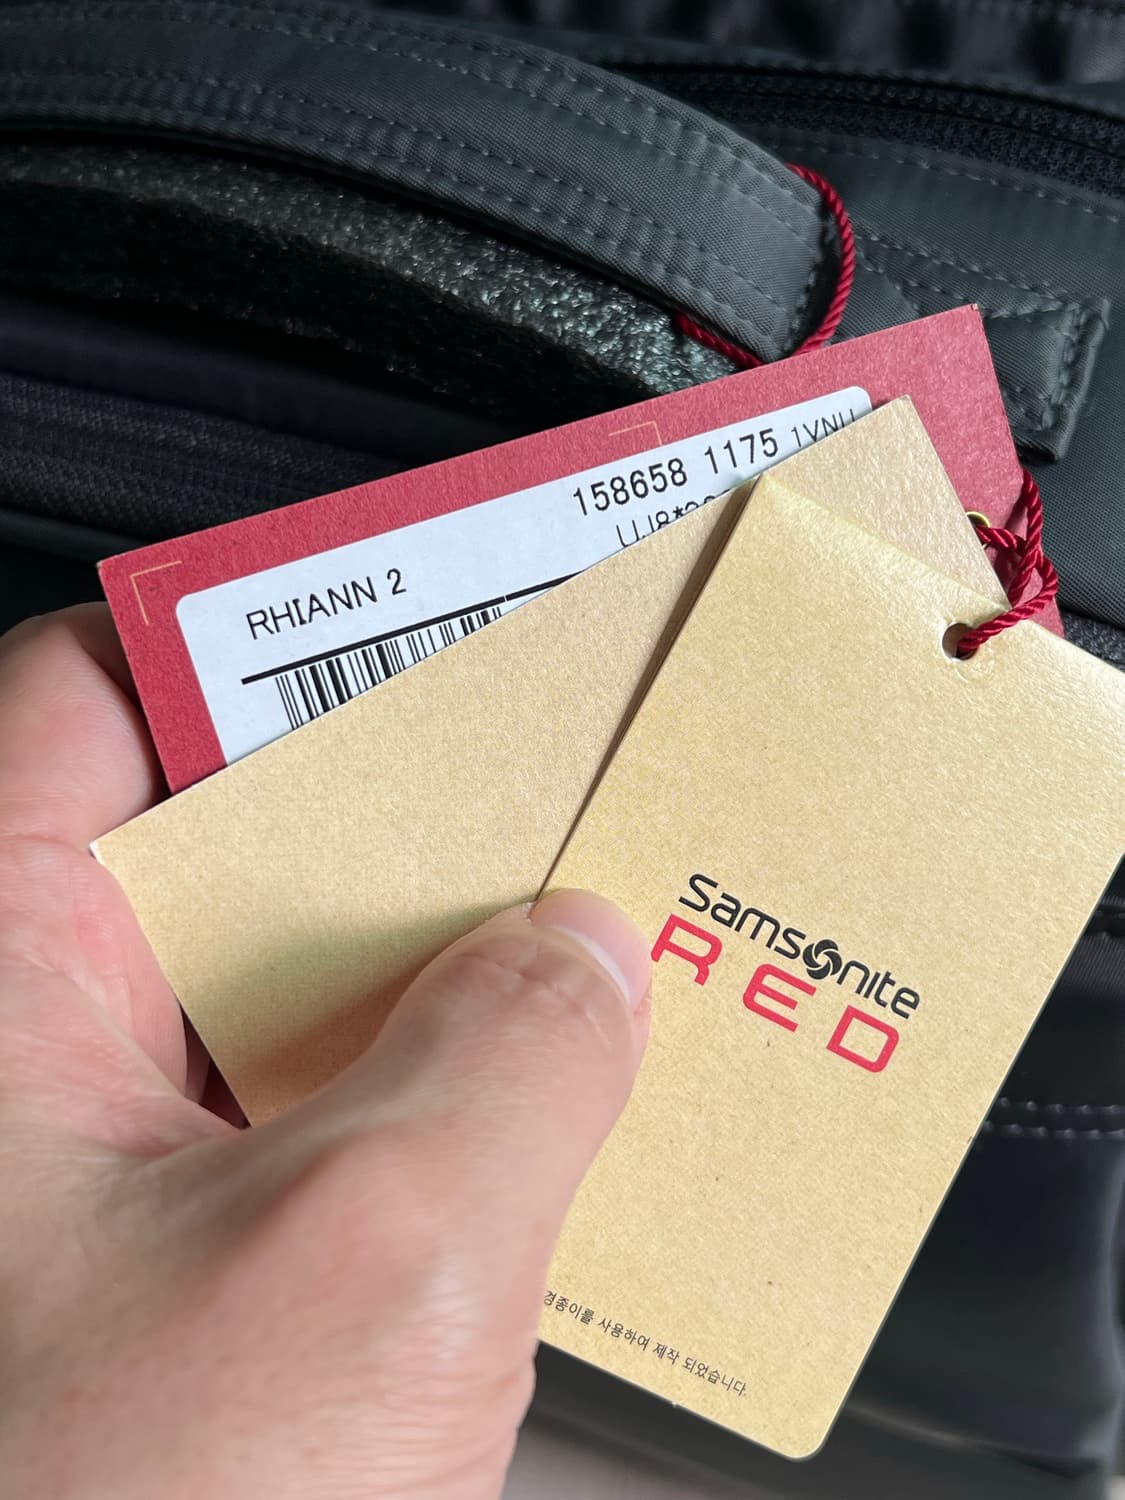 158658 1175 1VNU
RHIANN 2
Samsonite
RED
경종이를 사용하여 제작 되었습니다.